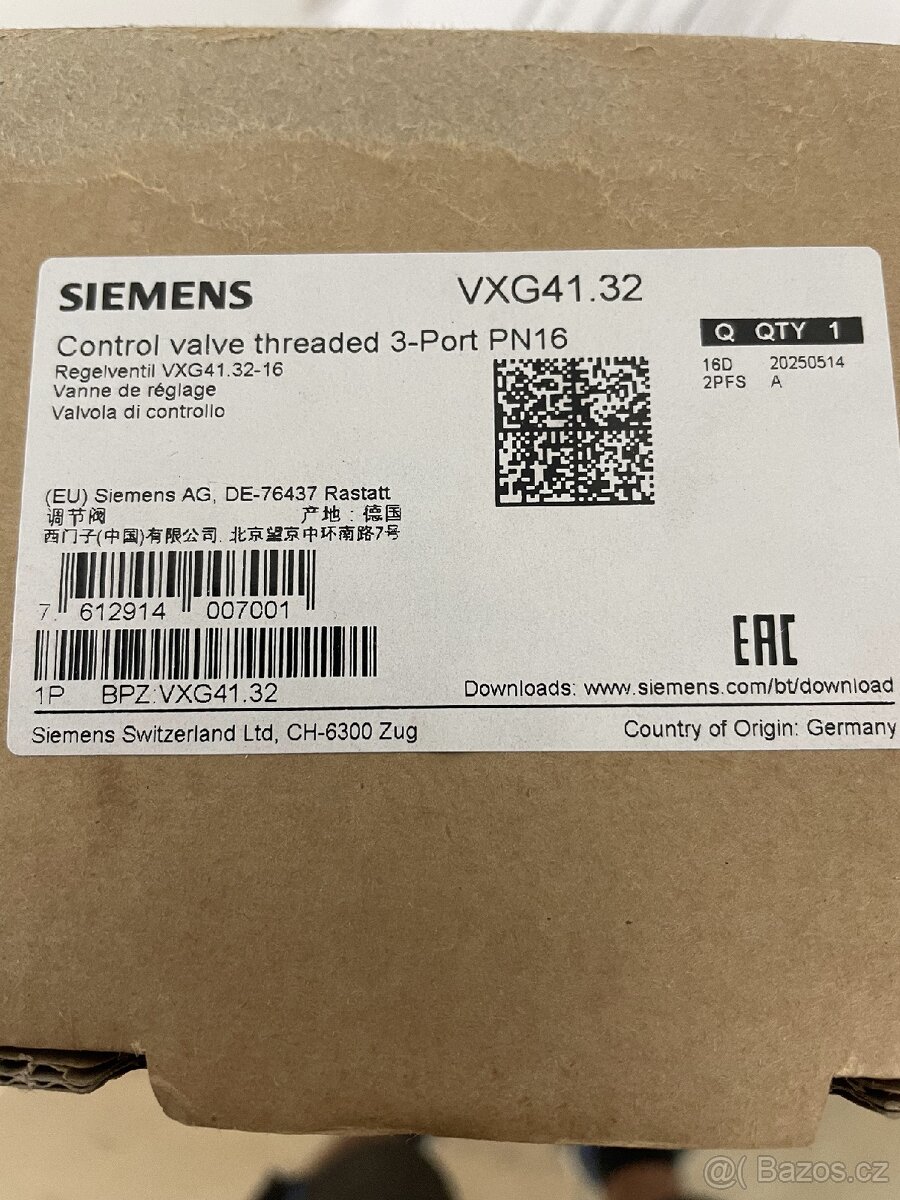 SIEMENS
VXG41.32
Control valve threaded 3-Port PN16
Regelventil VXG41.32-16
Vanne de réglage
Valvola di controllo
Q QTY 1
16D 20250514
2PFS A
(EU) Siemens AG, DE-76437 Rastatt
调节阀 产地：德国
西门子(中国)有限公司. 北京望京中环南路7号
7 612914 007001
1P BPZ:VXG41.32
EAC
Downloads: www.siemens.com/bt/download
Siemens Switzerland Ltd, CH-6300 Zug
Country of Origin: Germany
@( Bazos.cz